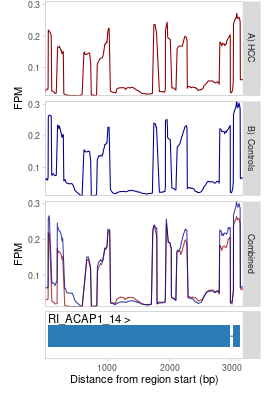 0.3
0.2
0.1
FPM
A) HCC
0.3
0.2
0.1
FPM
B) Controls
0.3
0.2
0.1
FPM
Combined
RI_ACAP1_14 >
1000 2000 3000
Distance from region start (bp)